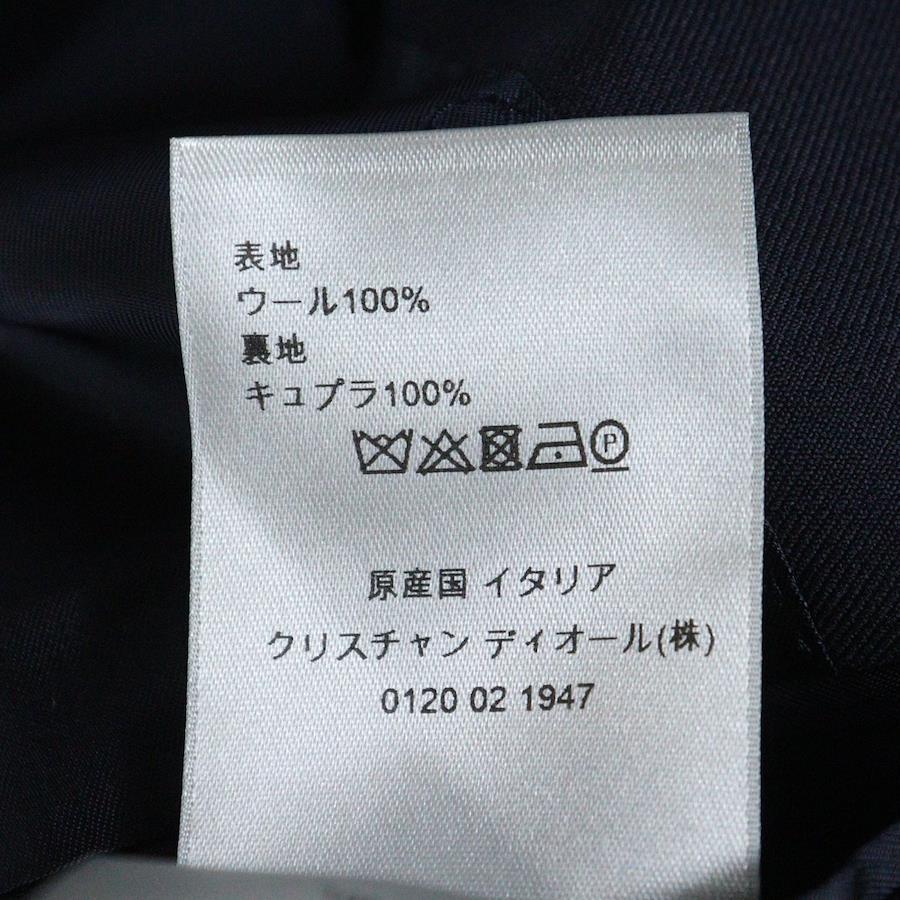 表地
ウール100%
裏地
キュプラ100%
P
原産国 イタリア
クリスチャン ディオール(株)
0120 02 1947